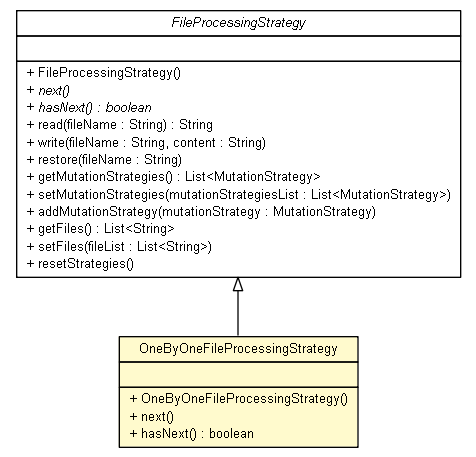 FileProcessingStrategy
+ FileProcessingStrategy()
+ next()
+ hasNext() : boolean
+ read(fileName : String) : String
+ write(fileName : String, content : String)
+ restore(fileName : String)
+ getMutationStrategies() : List<MutationStrategy>
+ setMutationStrategies(mutationStrategiesList : List<MutationStrategy>)
+ addMutationStrategy(mutationStrategy : MutationStrategy)
+ getFiles() : List<String>
+ setFiles(fileList : List<String>)
+ resetStrategies()
OneByOneFileProcessingStrategy
+ OneByOneFileProcessingStrategy()
+ next()
+ hasNext() : boolean